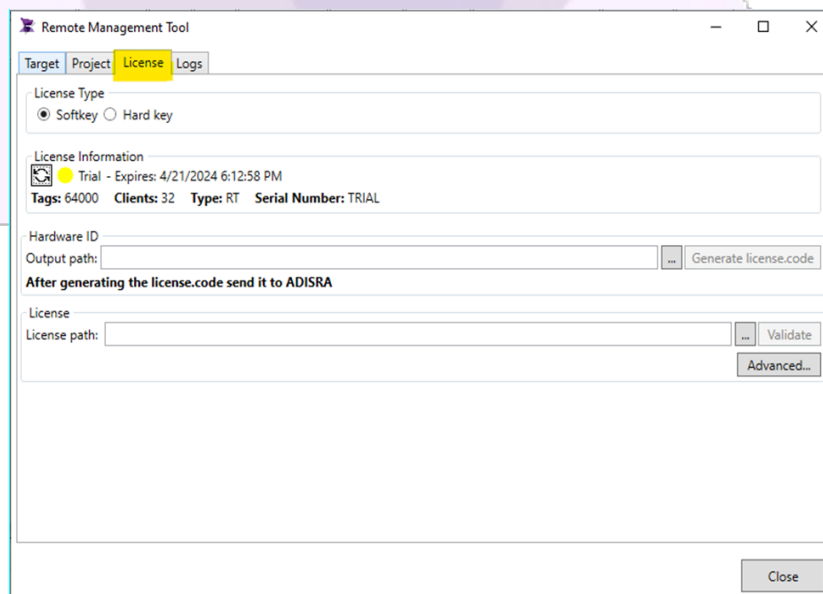 Remote Management Tool
Target Project License Logs
License Type
Softkey Hard key
License Information
Trial - Expires: 4/21/2024 6:12:58 PM
Tags: 64000 Clients: 32 Type: RT Serial Number: TRIAL
Hardware ID
Output path: ... Generate license.code
After generating the license.code send it to ADISRA
License
License path: ... Validate
Advanced...
Close